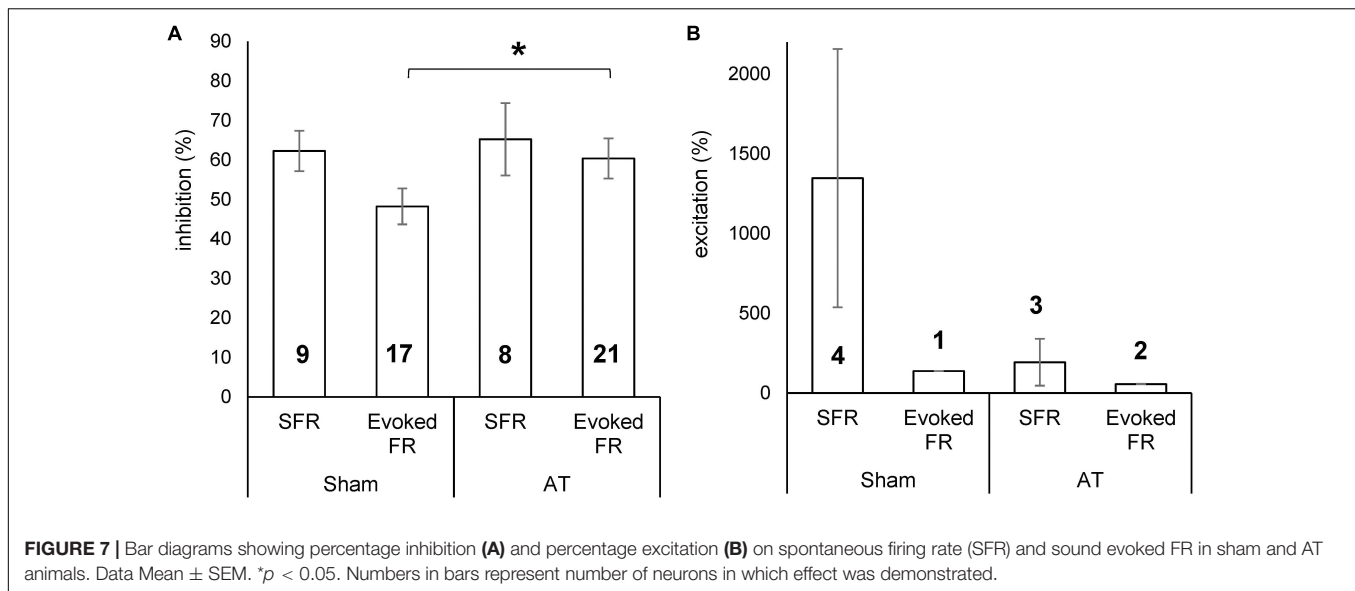 A
90
80
70
60
50
40
30
20
10
0
inhibition (%)
*
9
17
8
21
SFR
Evoked
FR
SFR
Evoked
FR
Sham
AT
B
2000
1500
1000
500
0
excitation (%)
4
1
3
2
SFR
Evoked
FR
SFR
Evoked
FR
Sham
AT
FIGURE 7 | Bar diagrams showing percentage inhibition (A) and percentage excitation (B) on spontaneous firing rate (SFR) and sound evoked FR in sham and AT
animals. Data Mean ± SEM. *p < 0.05. Numbers in bars represent number of neurons in which effect was demonstrated.